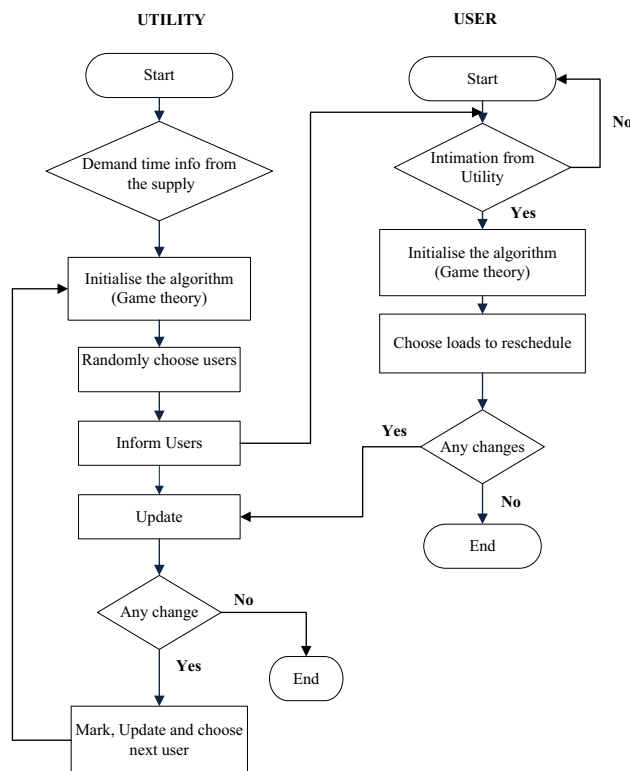 UTILITY
Start
Demand time info from
the supply
Initialise the algorithm
(Game theory)
Randomly choose users
Inform Users
Update
Any change
No
Yes
End
Mark, Update and choose
next user
USER
Start
No
Intimation from
Utility
Yes
Initialise the algorithm
(Game theory)
Choose loads to reschedule
Any changes
Yes
No
End